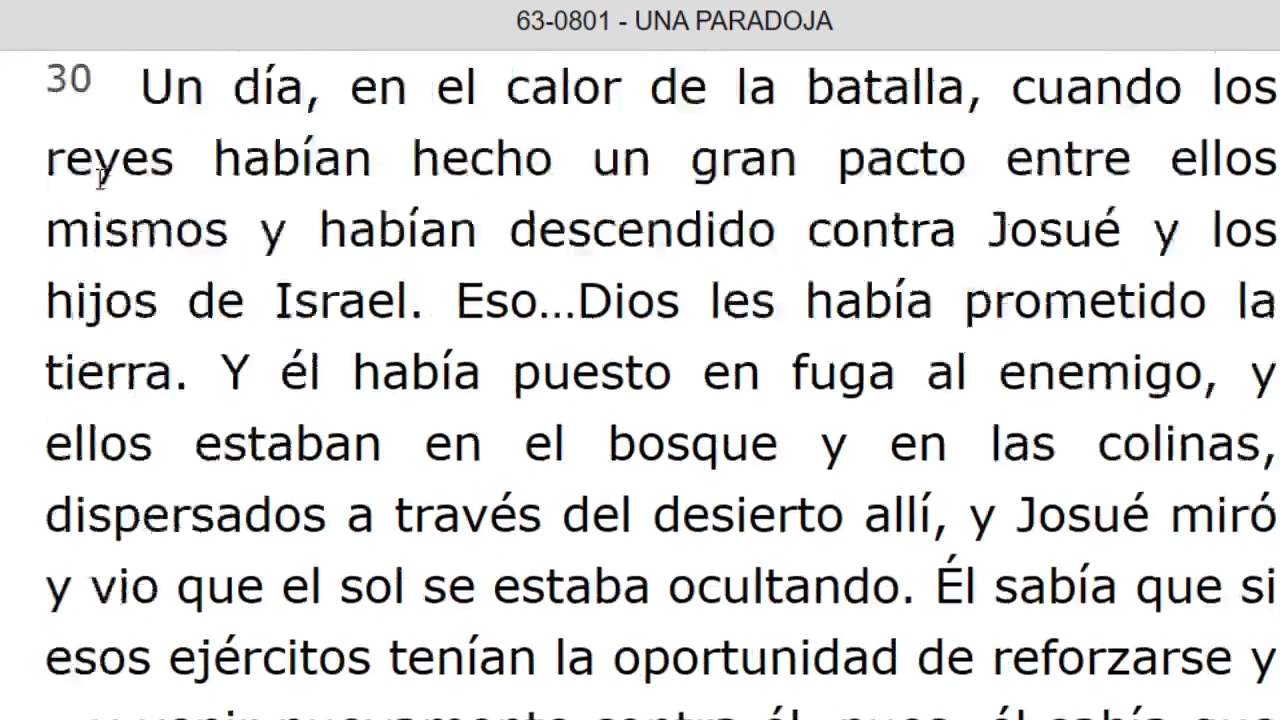 63-0801 - UNA PARADOJA
30 Un día, en el calor de la batalla, cuando los
reyes habían hecho un gran pacto entre ellos
mismos y habían descendido contra Josué y los
hijos de Israel. Eso...Dios les había prometido la
tierra. Y él había puesto en fuga al enemigo, y
ellos estaban en el bosque y en las colinas,
dispersados a través del desierto allí, y Josué miró
y vio que el sol se estaba ocultando. Él sabía que si
esos ejércitos tenían la oportunidad de reforzarse y